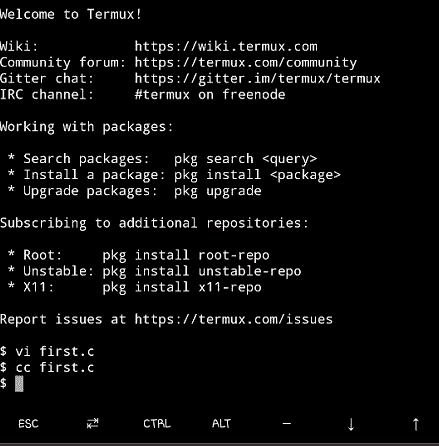 Welcome to Termux!
Wiki: https://wiki.termux.com
Community forum: https://termux.com/community
Gitter chat: https://gitter.im/termux/termux
IRC channel: #termux on freenode
Working with packages:
* Search packages: pkg search <query>
* Install a package: pkg install <package>
* Upgrade packages: pkg upgrade
Subscribing to additional repositories:
* Root: pkg install root-repo
* Unstable: pkg install unstable-repo
* X11: pkg install x11-repo
Report issues at https://termux.com/issues
$ vi first.c
$ cc first.c
$
ESC ⇄ CTRL ALT — ↓ ↑